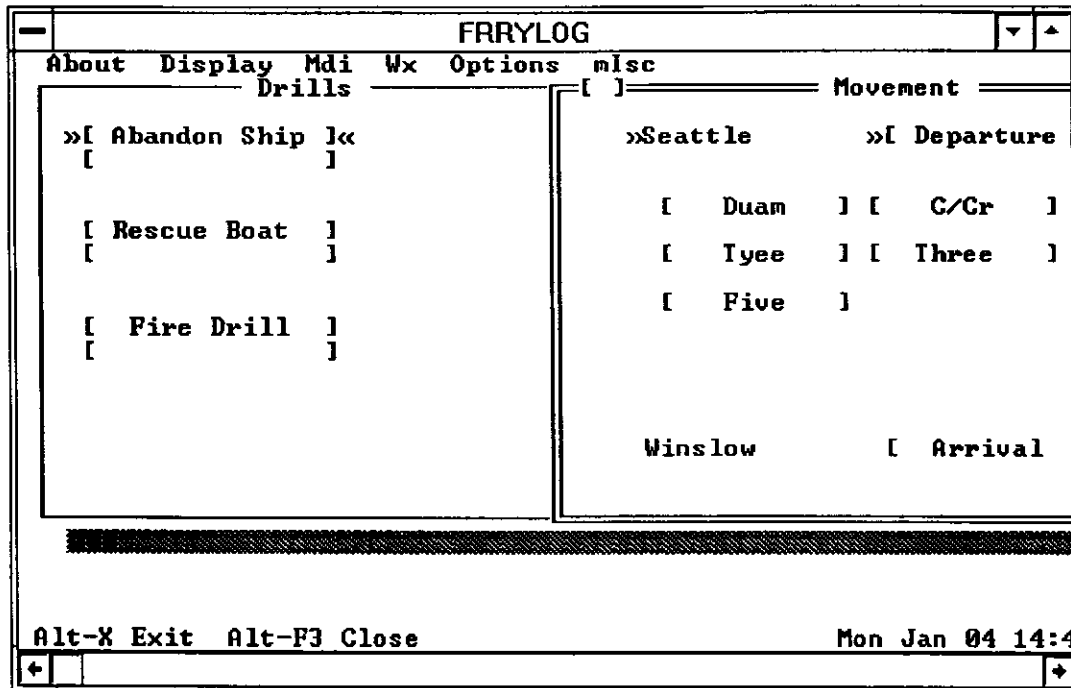 FRRYLOG
About Display Mdi Wx Options mIsc
Drills
[ ] Movement
»[ Abandon Ship ]«
[ ]
»Seattle »[ Departure
[ Duam ] [ G/Cr ]
[ Rescue Boat ]
[ ]
[ Tyee ] [ Three ]
[ Five ]
[ Fire Drill ]
[ ]
Winslow [ Arrival
Alt-X Exit Alt-F3 Close Mon Jan 04 14:4